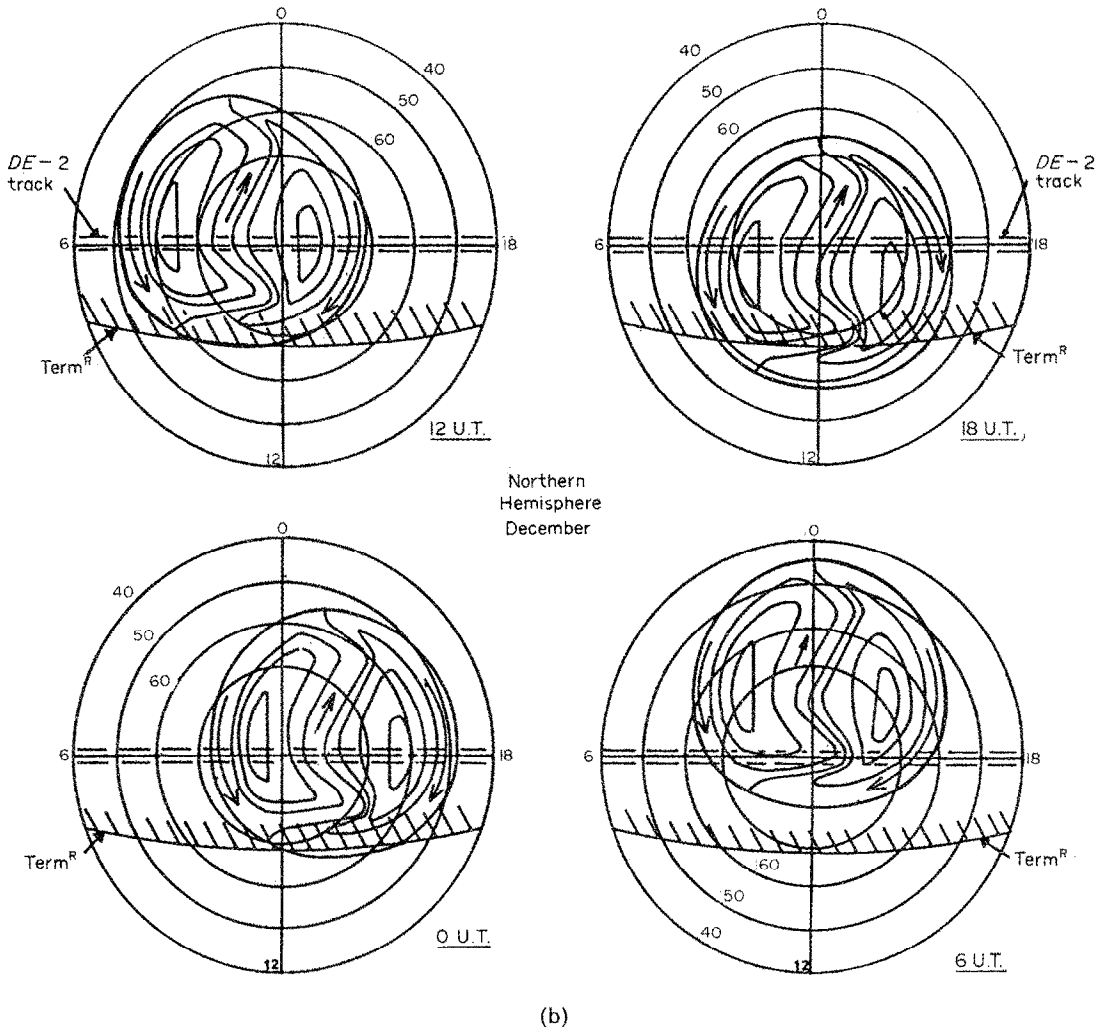 0
40
50
60
DE-2
track
6
18
Term^R
12
12 U.T.
0
40
50
60
DE-2
track
6
18
Term^R
12
18 U.T.
Northern
Hemisphere
December
0
40
50
60
6
18
Term^R
12
0 U.T.
0
6
18
Term^R
60
50
40
12
6 U.T.
(b)